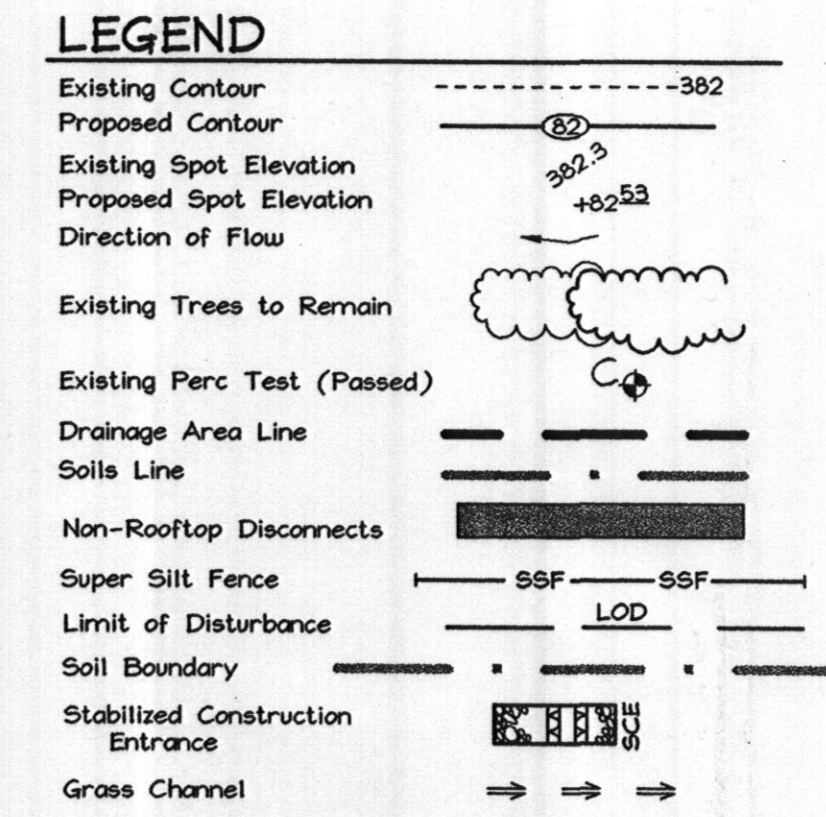 LEGEND
Existing Contour 382
Proposed Contour 82
Existing Spot Elevation 382.3
Proposed Spot Elevation +82 53
Direction of Flow
Existing Trees to Remain
Existing Perc Test (Passed)
Drainage Area Line
Soils Line
Non-Rooftop Disconnects
Super Silt Fence SSF SSF
Limit of Disturbance LOD
Soil Boundary
Stabilized Construction SCE
Entrance
Grass Channel